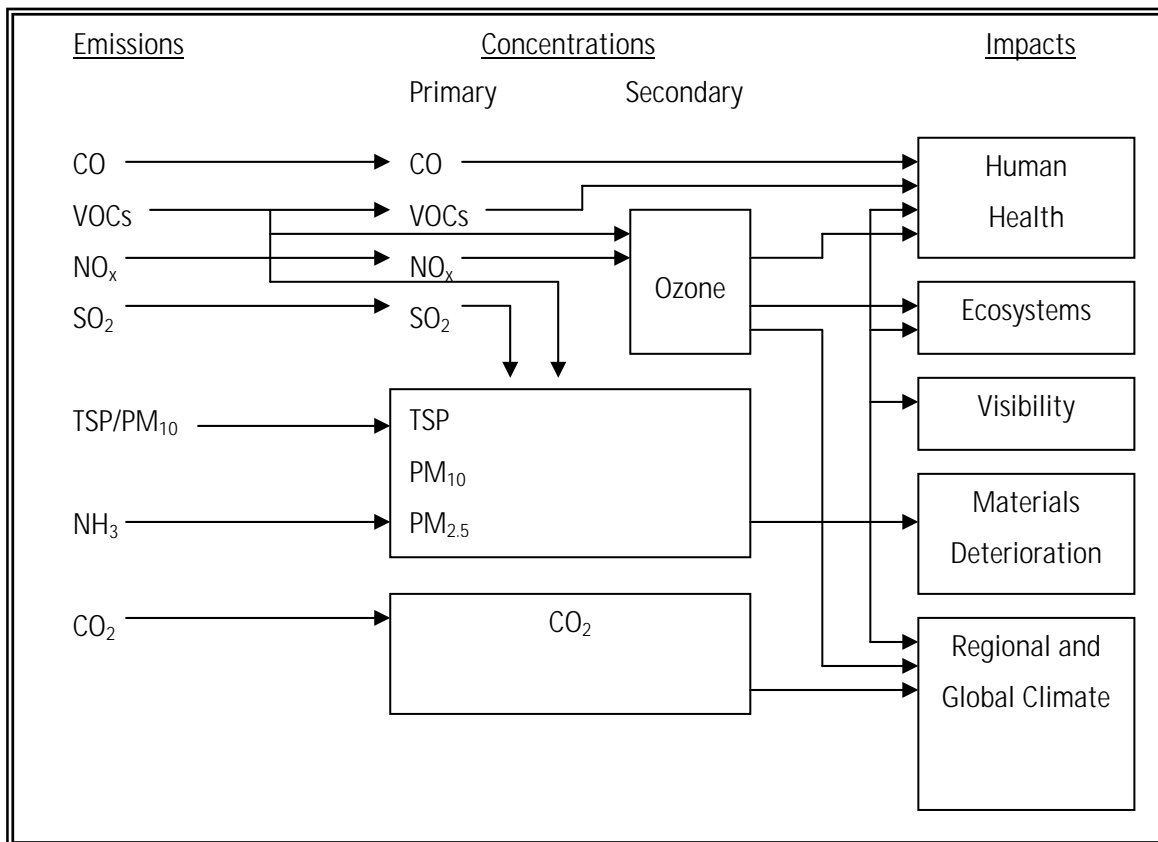 Emissions
Concentrations
Impacts
Primary
Secondary
CO
CO
Human
Health
VOCs
VOCs
NOₓ
NOₓ
Ozone
SO₂
SO₂
Ecosystems
Visibility
TSP/PM₁₀
TSP
PM₁₀
NH₃
PM₂.₅
Materials
Deterioration
CO₂
CO₂
Regional and
Global Climate